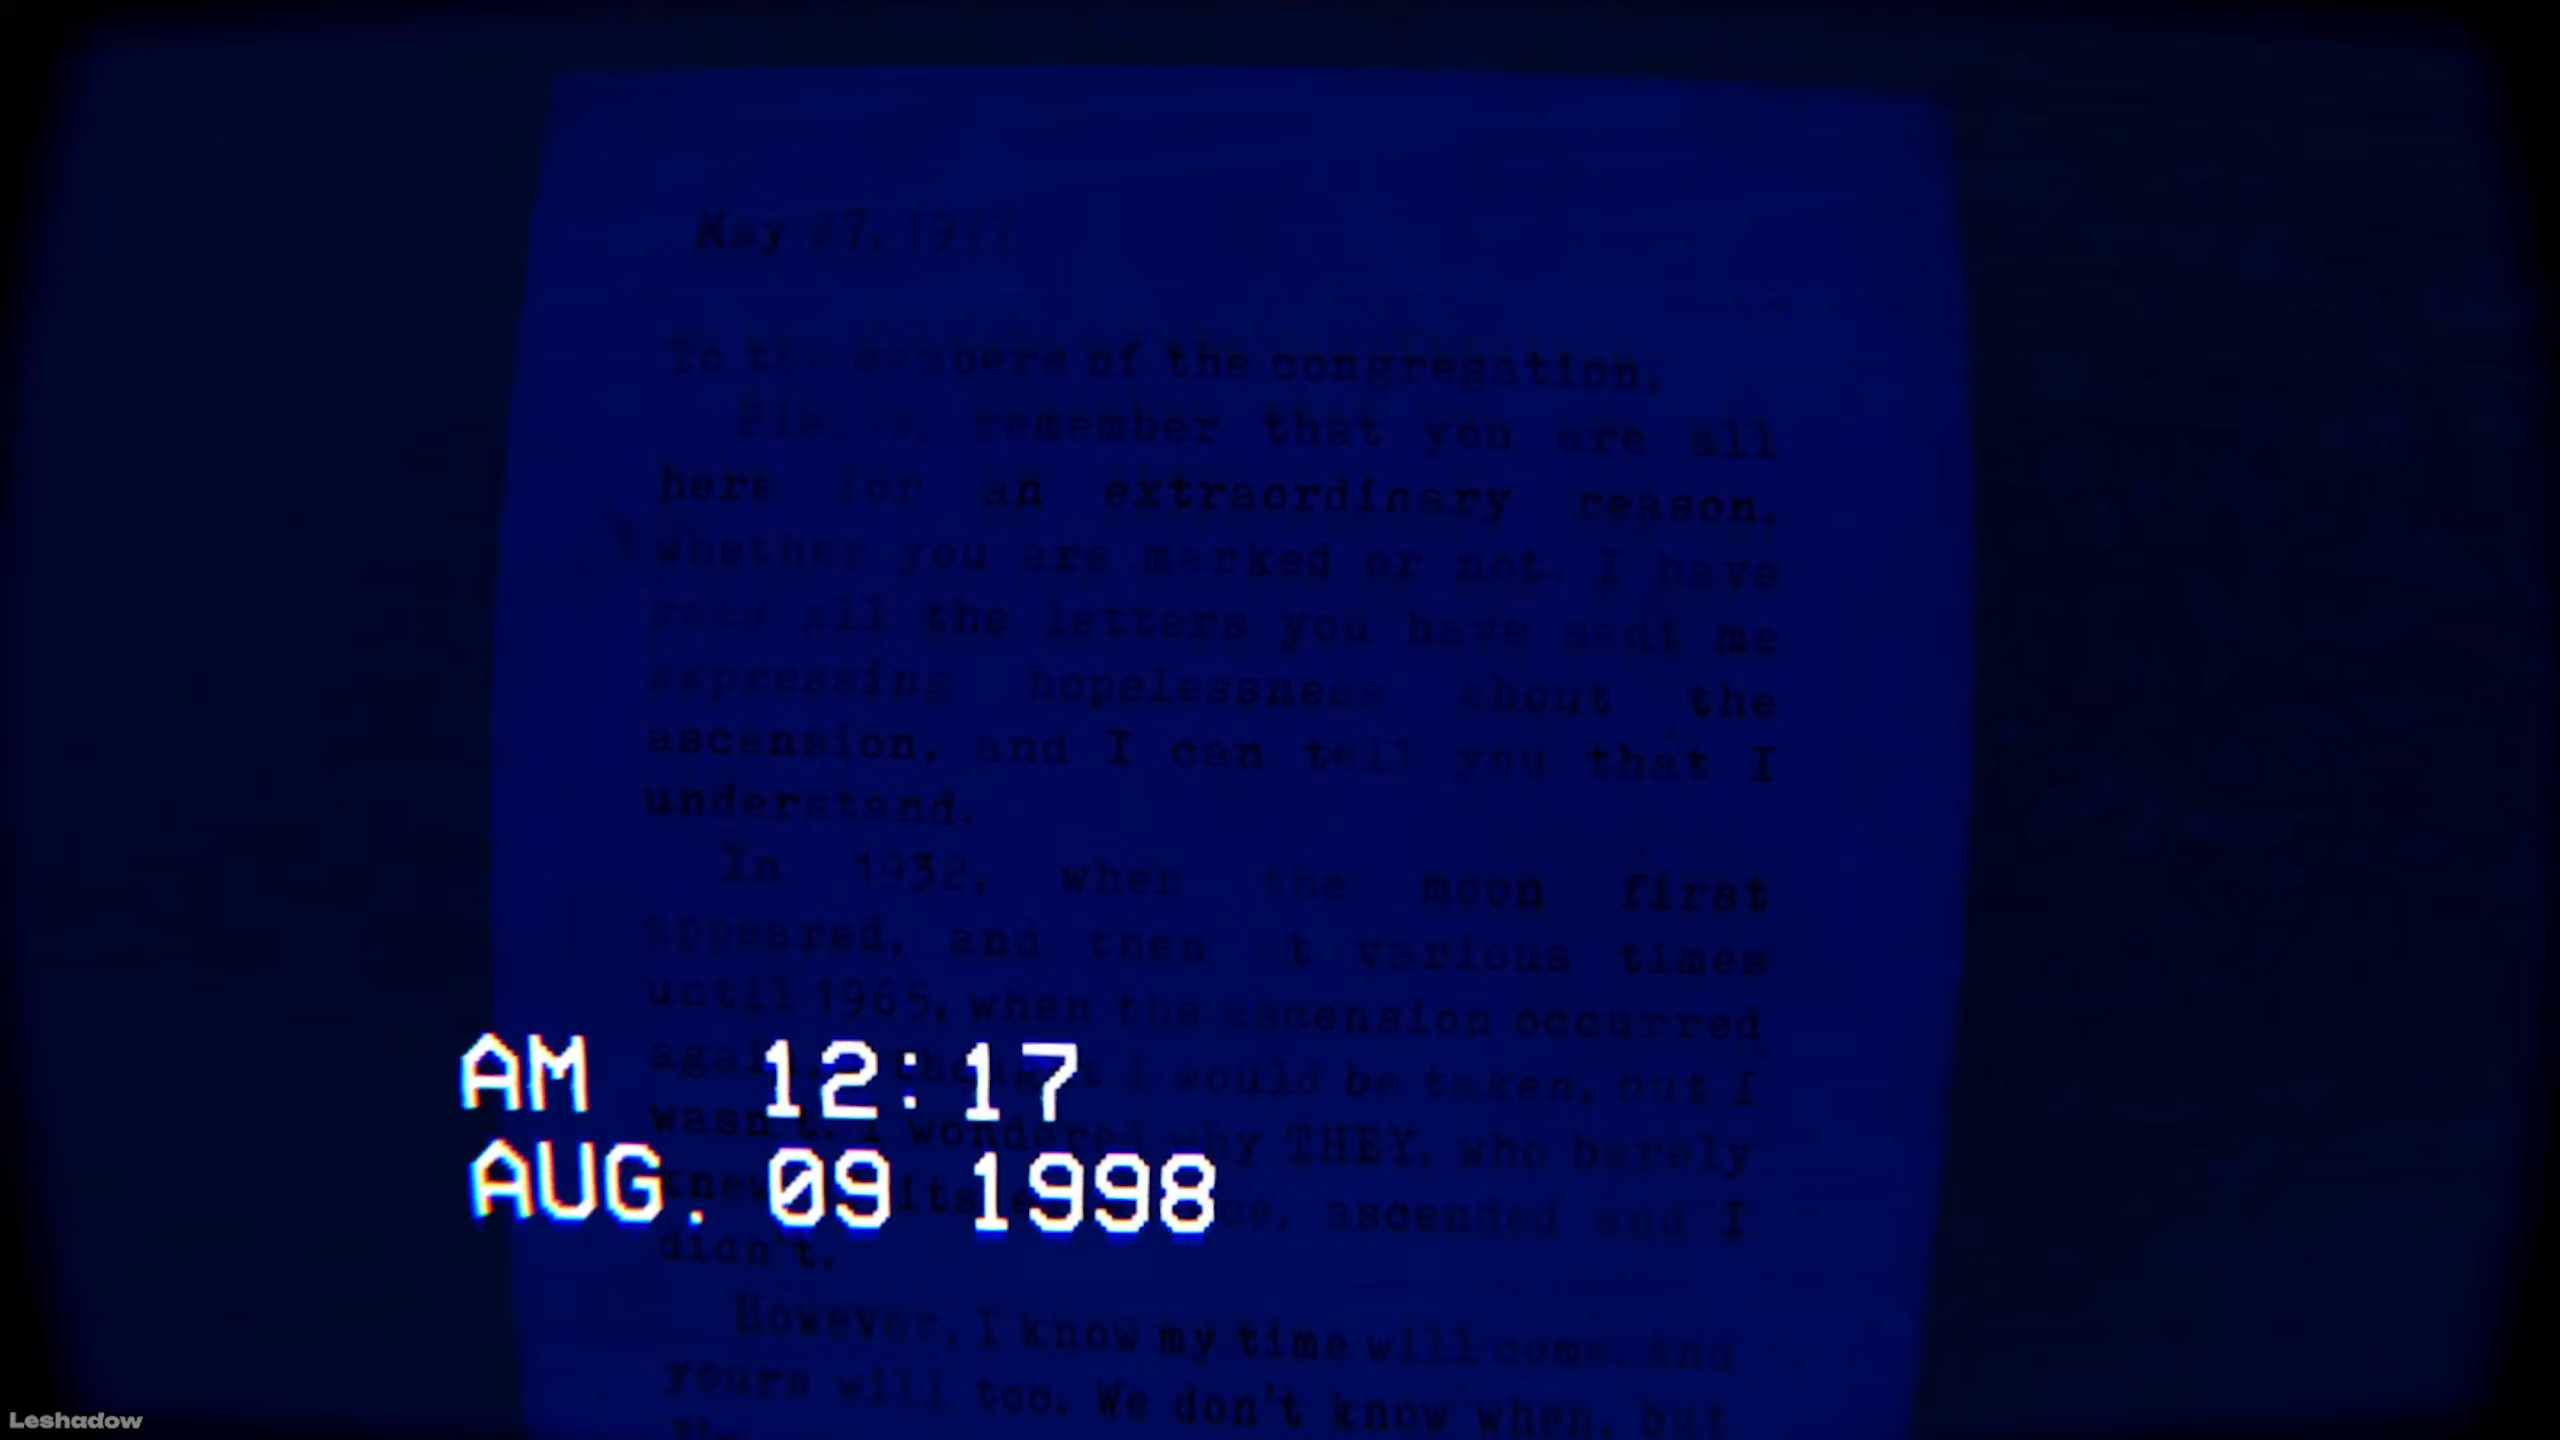 May 27, 1977
To the members of the congregation,
Please, remember that you are all
here for an extraordinary reason,
whether you are marked or not. I have
read all the letters you have sent me
expressing hopelessness about the
ascension, and I can tell you that I
understand.
In 1932, when the moon first
appeared, and then at various times
until 1965, when the ascension occurred
again, thought I would be taken, but I
wasn't. I wondered why THEY, who barely
knew its ascended and I
didn't.
However, I know my time will come. And
yours will too. We don't know when, but
AM 12:17
AUG. 09 1998
Leshadow